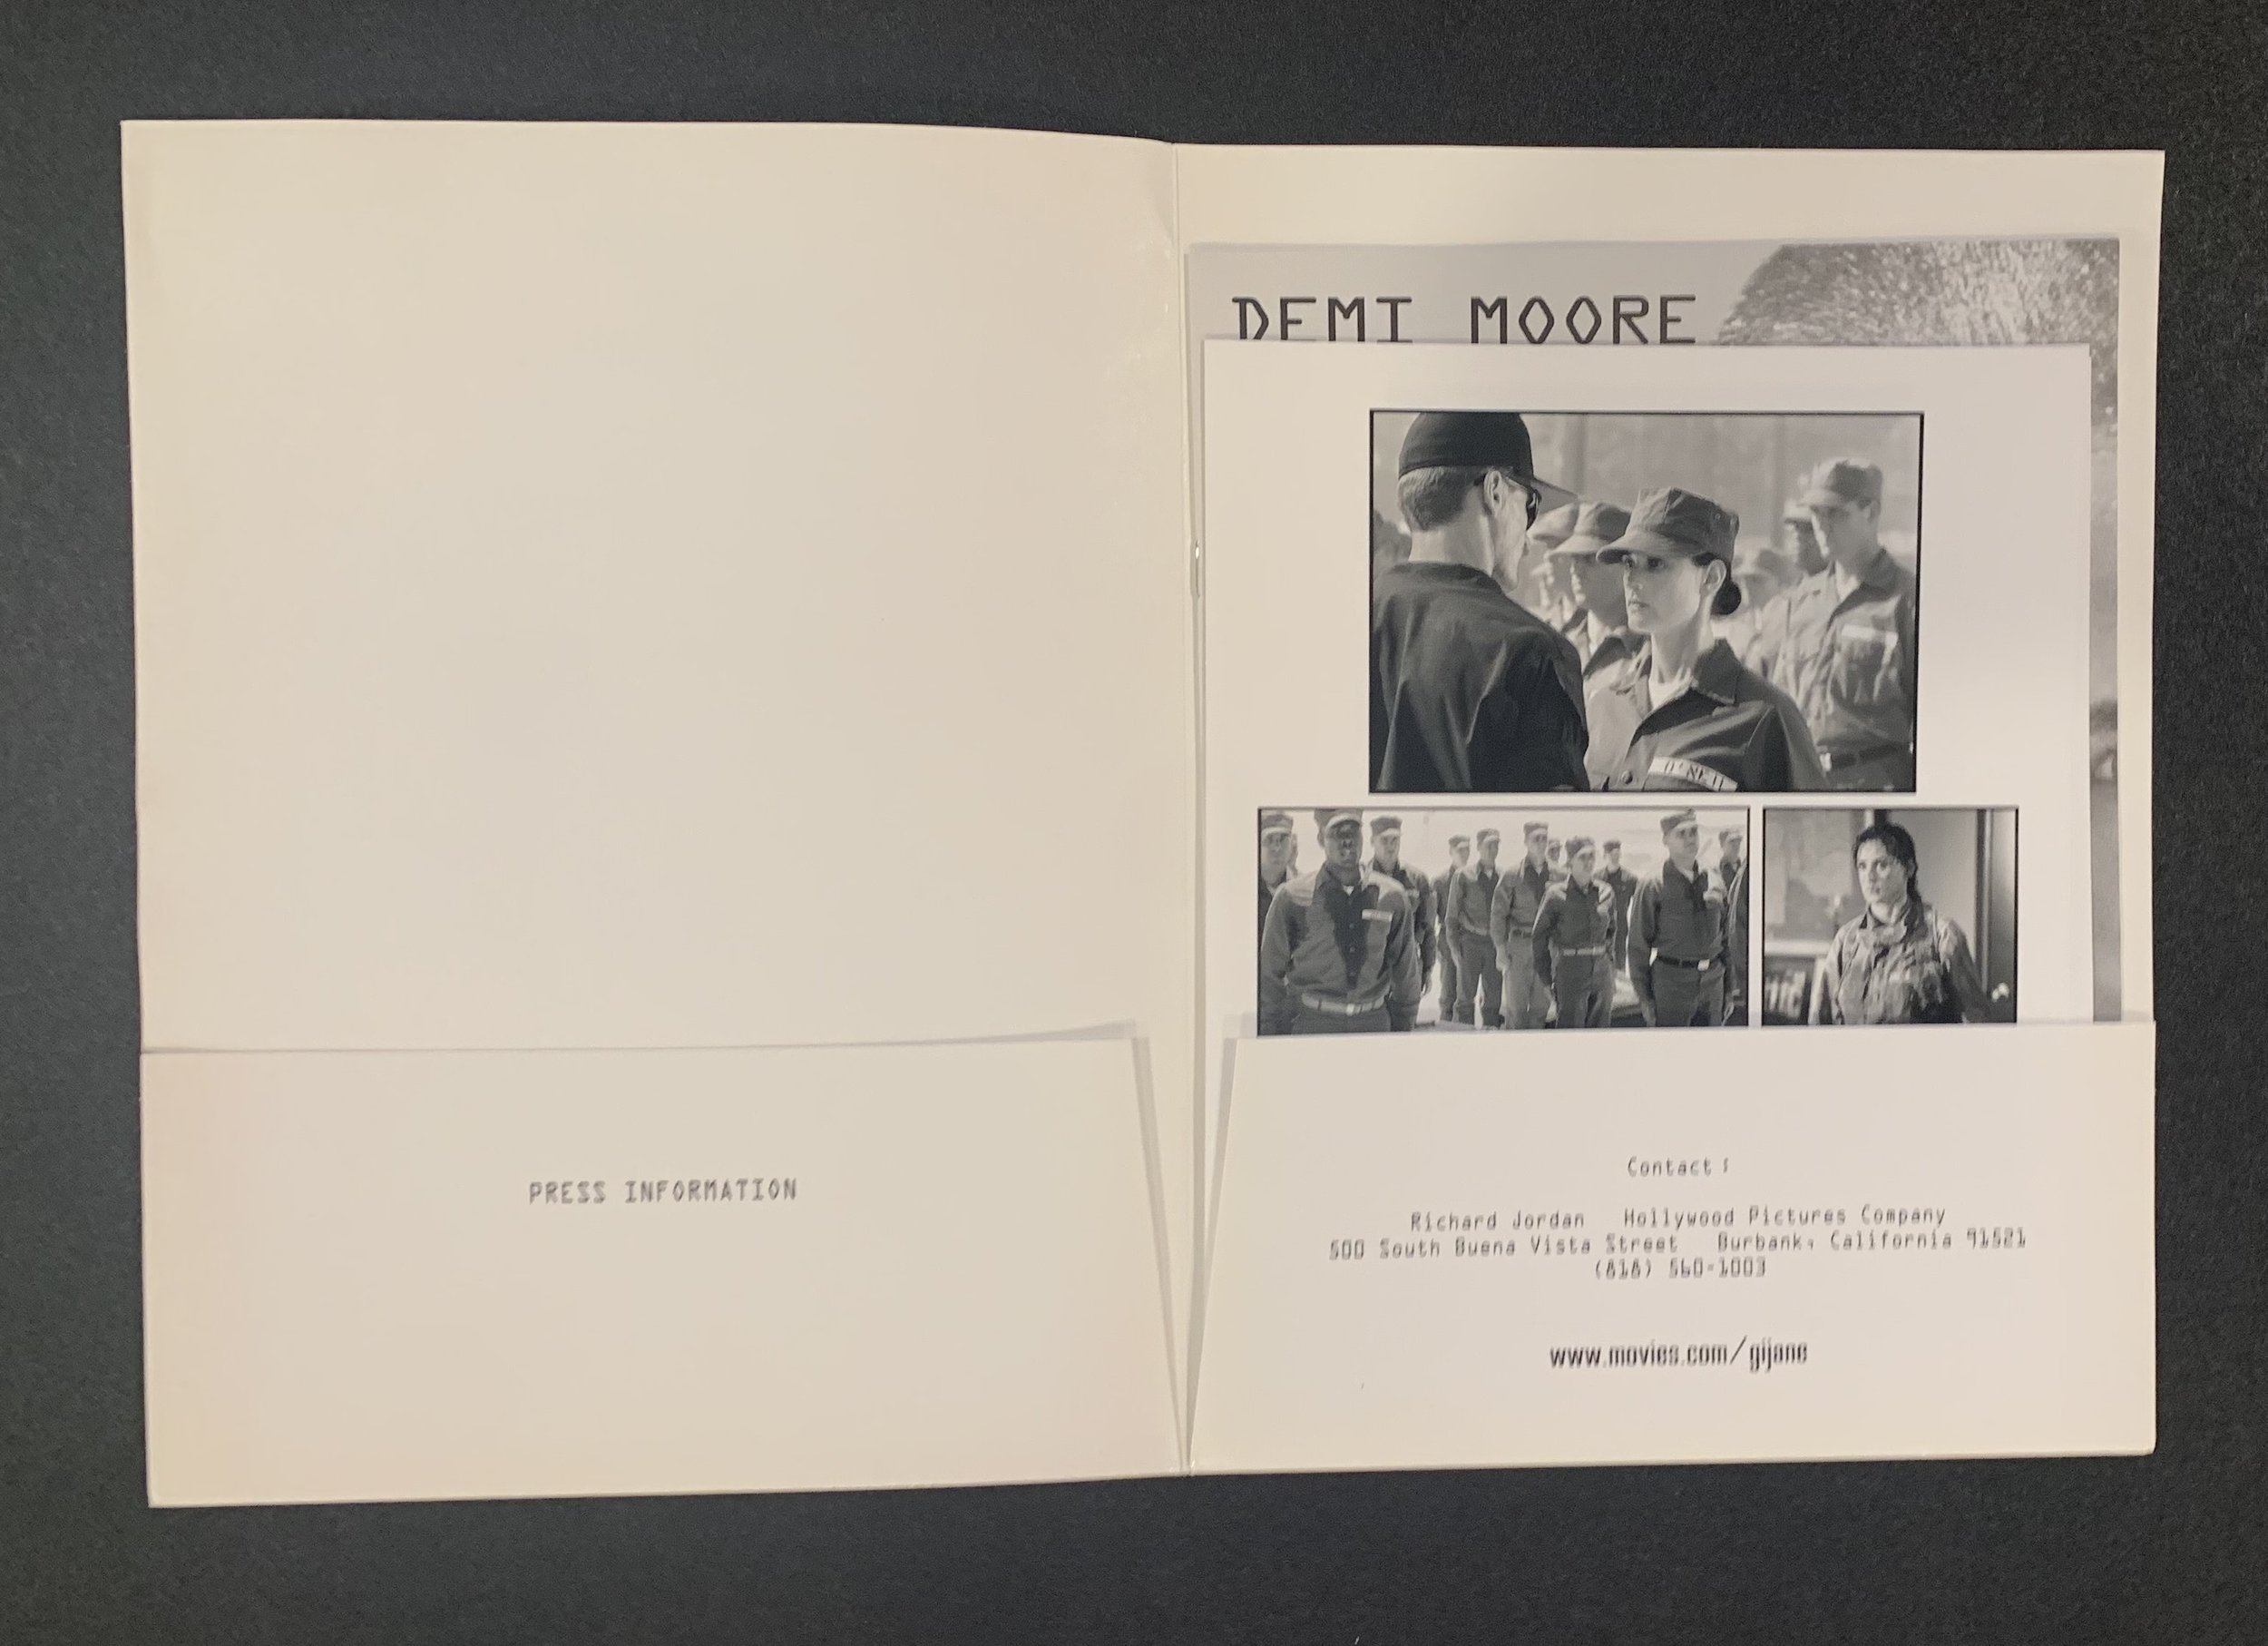 DEMI MOORE
O'NEIL
PRESS INFORMATION
Contact:
Richard Jordan Hollywood Pictures Company
500 South Buena Vista Street Burbank, California 91521
(818) 560-1003
www.movies.com/gijane